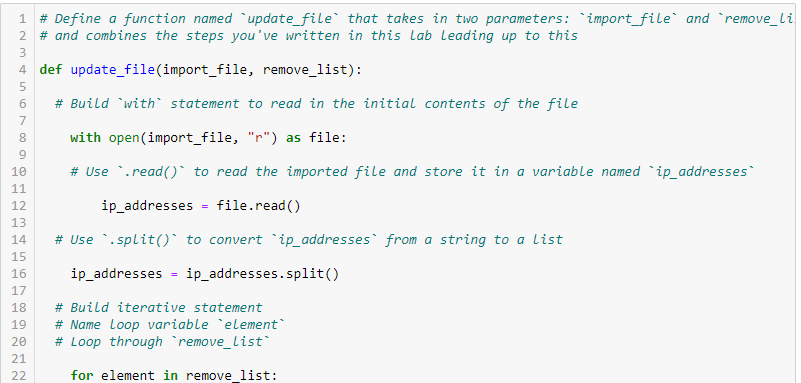 1 # Define a function named `update_file` that takes in two parameters: `import_file` and `remove_li
2 # and combines the steps you've written in this lab leading up to this
3
4 def update_file(import_file, remove_list):
5
6 # Build `with` statement to read in the initial contents of the file
7
8 with open(import_file, "r") as file:
9
10 # Use `.read()` to read the imported file and store it in a variable named `ip_addresses`
11
12 ip_addresses = file.read()
13
14 # Use `.split()` to convert `ip_addresses` from a string to a list
15
16 ip_addresses = ip_addresses.split()
17
18 # Build iterative statement
19 # Name loop variable `element`
20 # Loop through `remove_list`
21
22 for element in remove_list: